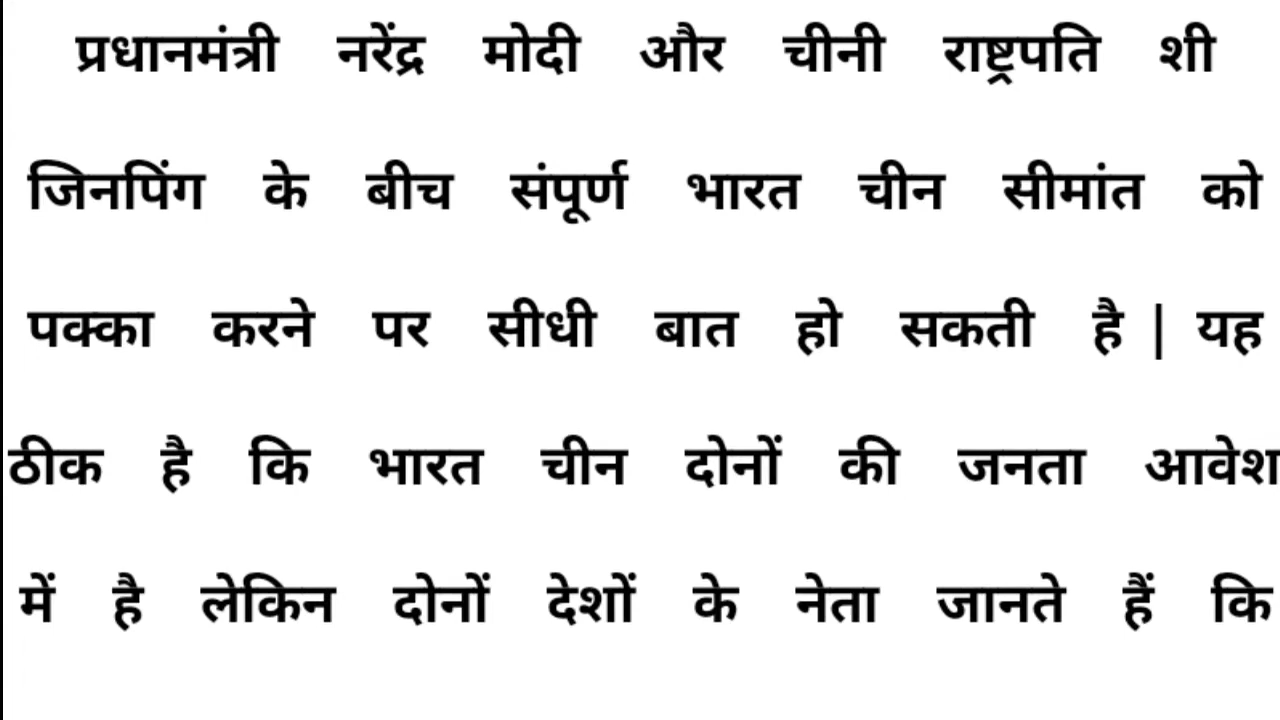 प्रधानमंत्री नरेंद्र मोदी और चीनी राष्ट्रपति शी
जिनपिंग के बीच संपूर्ण भारत चीन सीमांत को
पक्का करने पर सीधी बात हो सकती है | यह
ठीक है कि भारत चीन दोनों की जनता आवेश
में है लेकिन दोनों देशों के नेता जानते हैं कि